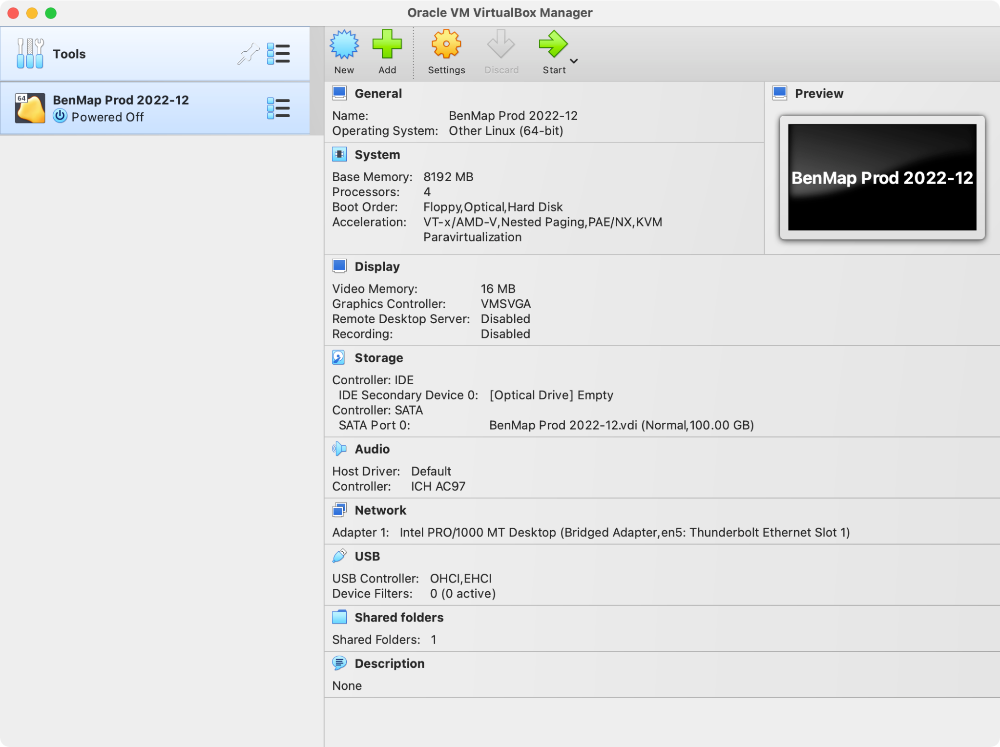 Oracle VM VirtualBox Manager
Tools
64
BenMap Prod 2022-12
Powered Off
New
Add
Settings
Discard
Start
General
Name: BenMap Prod 2022-12
Operating System: Other Linux (64-bit)
Preview
BenMap Prod 2022-12
System
Base Memory: 8192 MB
Processors: 4
Boot Order: Floppy,Optical,Hard Disk
Acceleration: VT-x/AMD-V,Nested Paging,PAE/NX,KVM
Paravirtualization
Display
Video Memory: 16 MB
Graphics Controller: VMSVGA
Remote Desktop Server: Disabled
Recording: Disabled
Storage
Controller: IDE
IDE Secondary Device 0: [Optical Drive] Empty
Controller: SATA
SATA Port 0: BenMap Prod 2022-12.vdi (Normal,100.00 GB)
Audio
Host Driver: Default
Controller: ICH AC97
Network
Adapter 1: Intel PRO/1000 MT Desktop (Bridged Adapter,en5: Thunderbolt Ethernet Slot 1)
USB
USB Controller: OHCI,EHCI
Device Filters: 0 (0 active)
Shared folders
Shared Folders: 1
Description
None